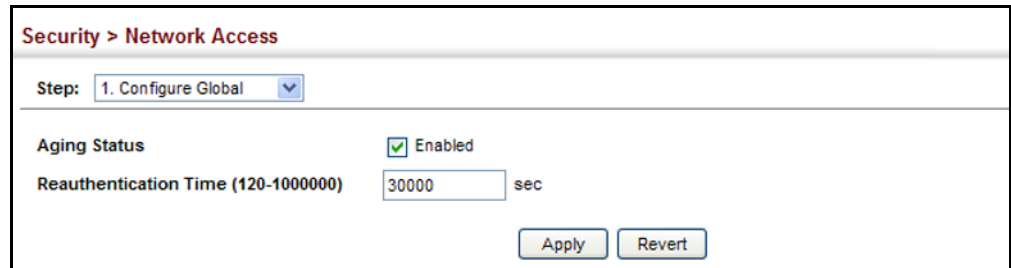 Security > Network Access
Step: 1. Configure Global
Aging Status Enabled
Reauthentication Time (120-1000000) 30000 sec
Apply Revert